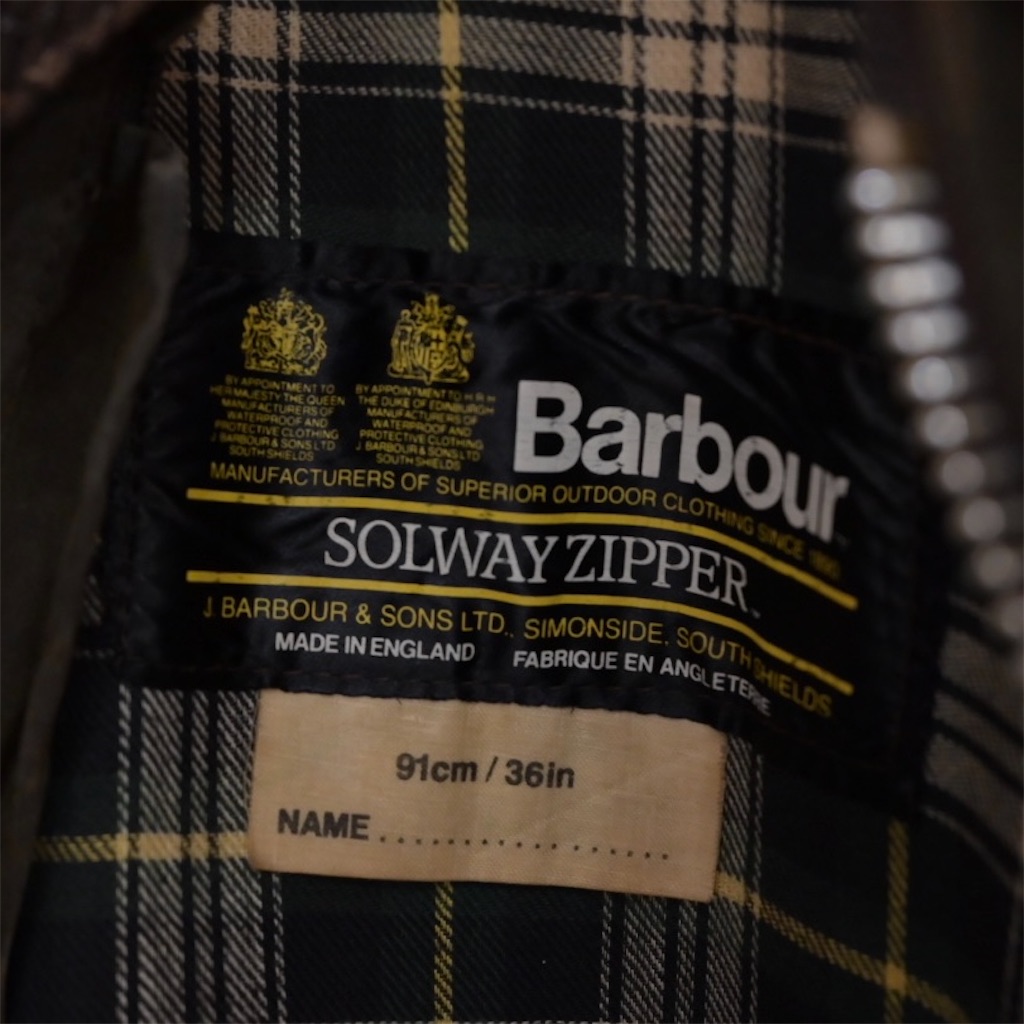 BY APPOINTMENT TO
HER MAJESTY THE QUEEN
MANUFACTURERS OF
WATERPROOF AND
PROTECTIVE CLOTHING
J BARBOUR & SONS LTD
SOUTH SHIELDS
BY APPOINTMENT TO H.R.H
THE DUKE OF EDINBURGH
MANUFACTURERS OF
WATERPROOF AND
PROTECTIVE CLOTHING
J BARBOUR & SONS LTD
SOUTH SHIELDS
Barbour
MANUFACTURERS OF SUPERIOR OUTDOOR CLOTHING SINCE
SOLWAY ZIPPER™
J. BARBOUR & SONS LTD., SIMONSIDE. SOUTH SHIELDS
MADE IN ENGLAND FABRIQUE EN ANGLETERRE
91cm / 36in
NAME..................